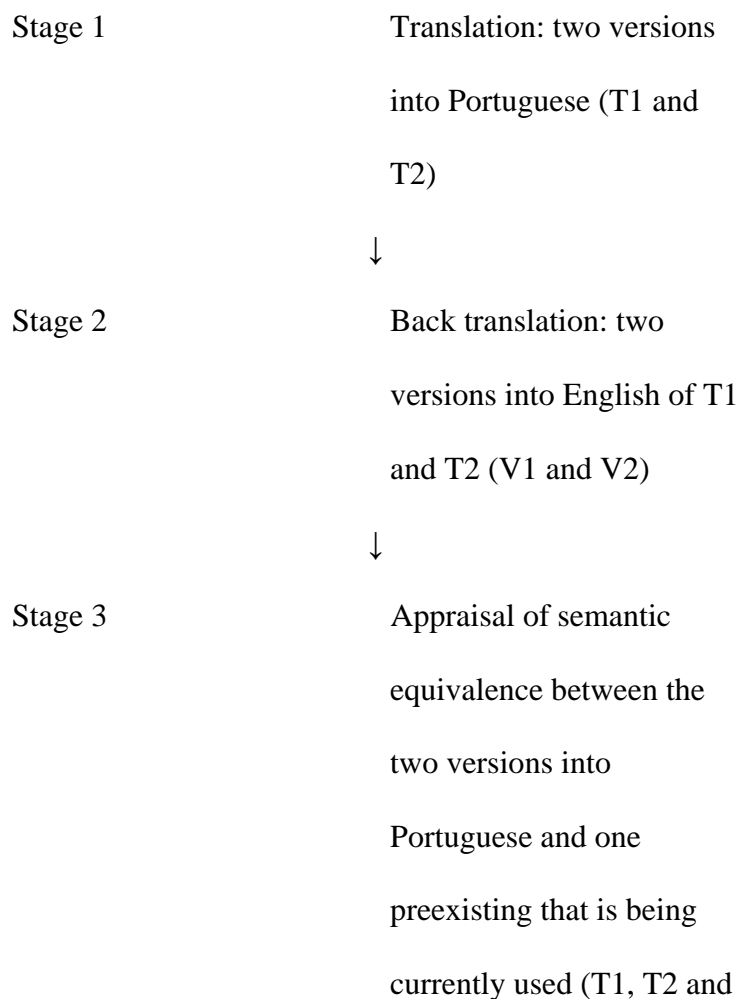 Stage 1 Translation: two versions
into Portuguese (T1 and
T2)
↓
Stage 2 Back translation: two
versions into English of T1
and T2 (V1 and V2)
↓
Stage 3 Appraisal of semantic
equivalence between the
two versions into
Portuguese and one
preexisting that is being
currently used (T1, T2 and